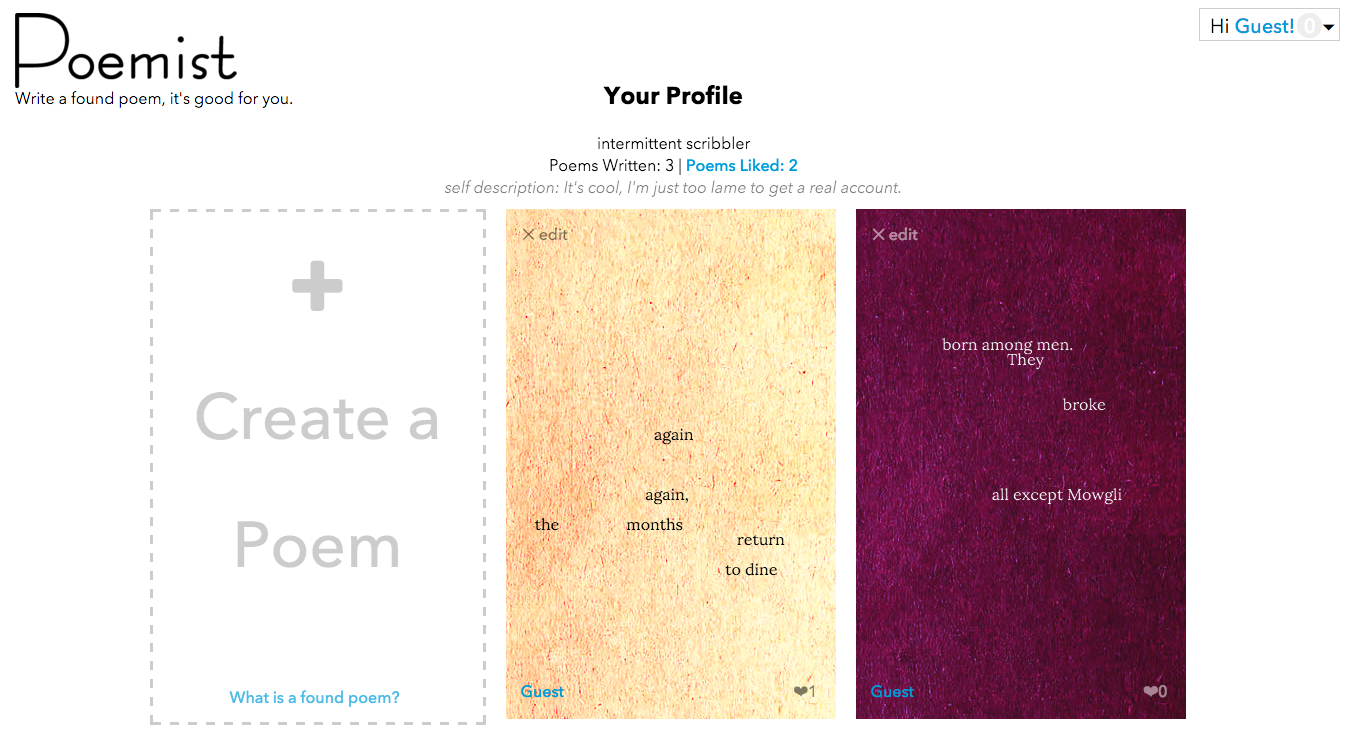 Poemist
Write a found poem, it's good for you.
Hi Guest! 0
Your Profile
intermittent scribbler
Poems Written: 3 | Poems Liked: 2
self description: It's cool, I'm just too lame to get a real account.
Create a
Poem
What is a found poem?
× edit
again
again,
the months
return
to dine
Guest
❤1
× edit
born among men.
They
broke
all except Mowgli
Guest
❤0